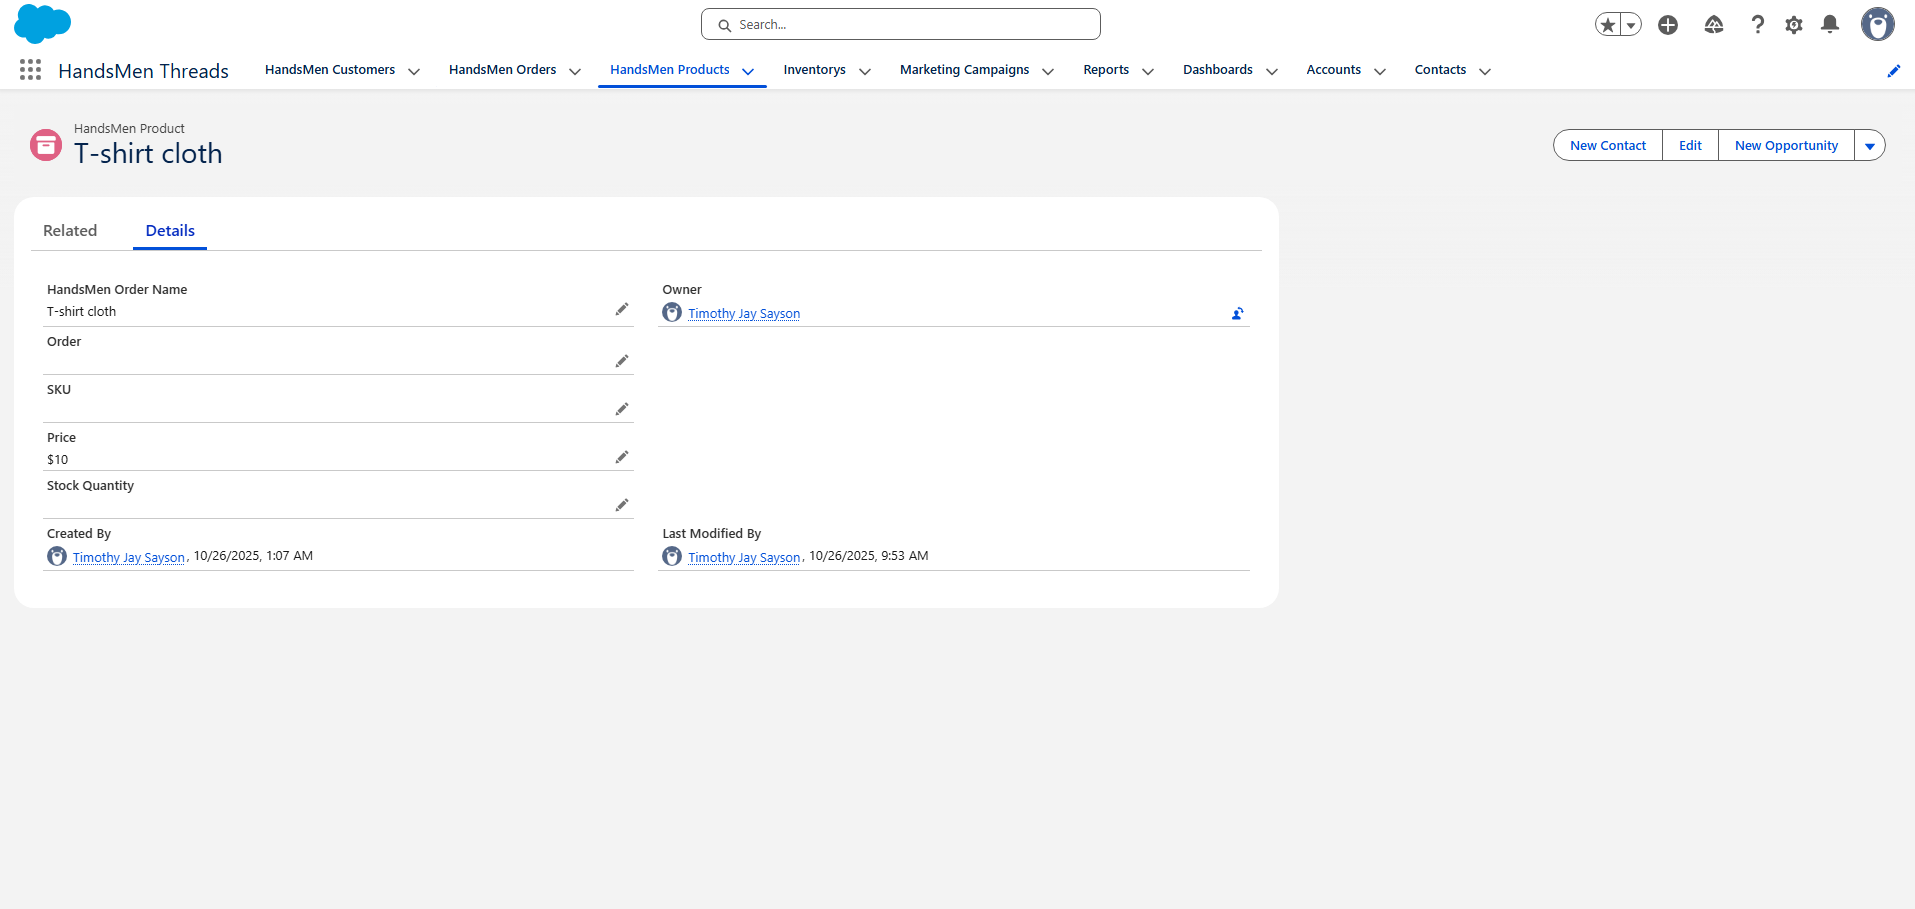 Search...
HandsMen Threads
HandsMen Customers
HandsMen Orders
HandsMen Products
Inventorys
Marketing Campaigns
Reports
Dashboards
Accounts
Contacts
HandsMen Product
T-shirt cloth
New Contact
Edit
New Opportunity
Related
Details
HandsMen Order Name
T-shirt cloth
Owner
Timothy Jay Sayson
Order
SKU
Price
$10
Stock Quantity
Created By
Timothy Jay Sayson, 10/26/2025, 1:07 AM
Last Modified By
Timothy Jay Sayson, 10/26/2025, 9:53 AM